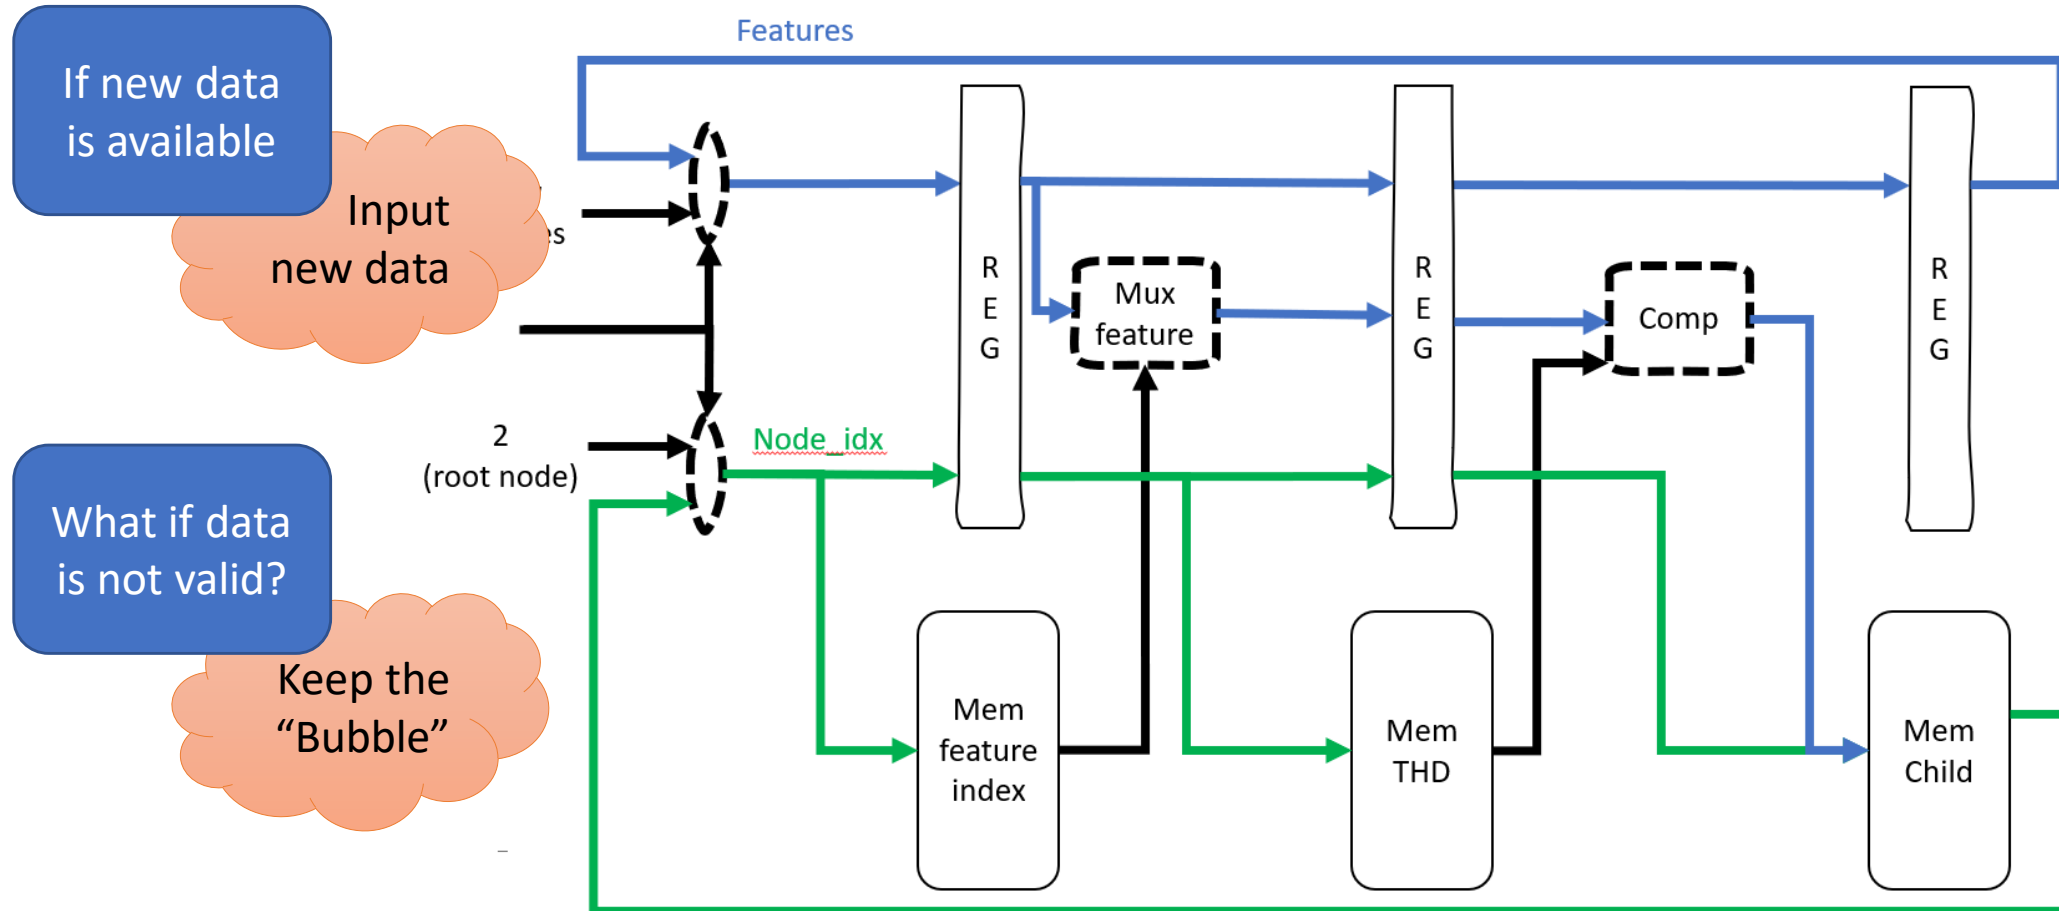 Features
If new data
is available
Input
new data
es
R
E
G
Mux
feature
R
E
G
Comp
R
E
G
2
(root node)
Node_idx
What if data
is not valid?
Keep the
“Bubble”
Mem
feature
index
Mem
THD
Mem
Child